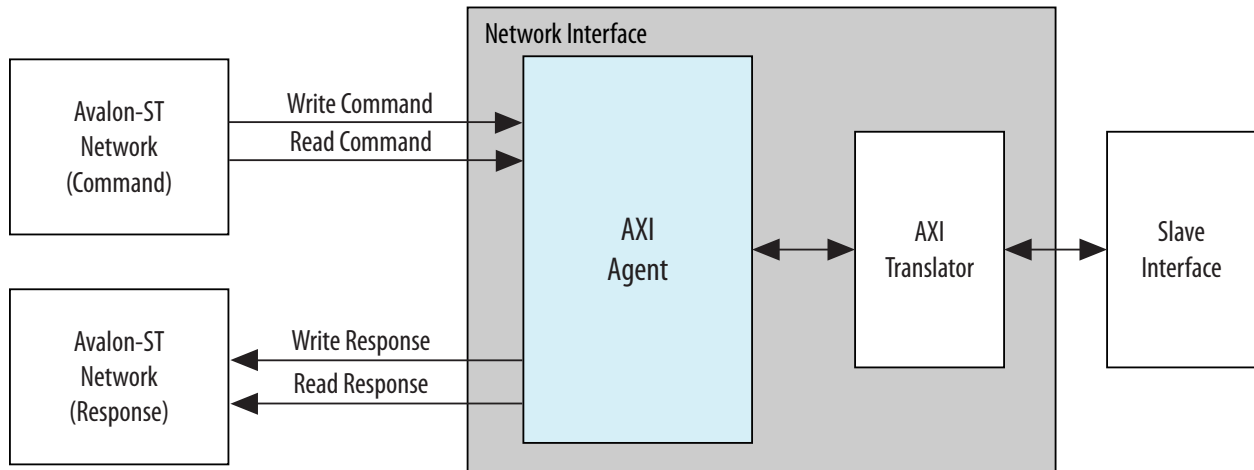 Network Interface
Avalon-ST
Network
(Command)
Write Command
Read Command
AXI
Agent
AXI
Translator
Slave
Interface
Avalon-ST
Network
(Response)
Write Response
Read Response